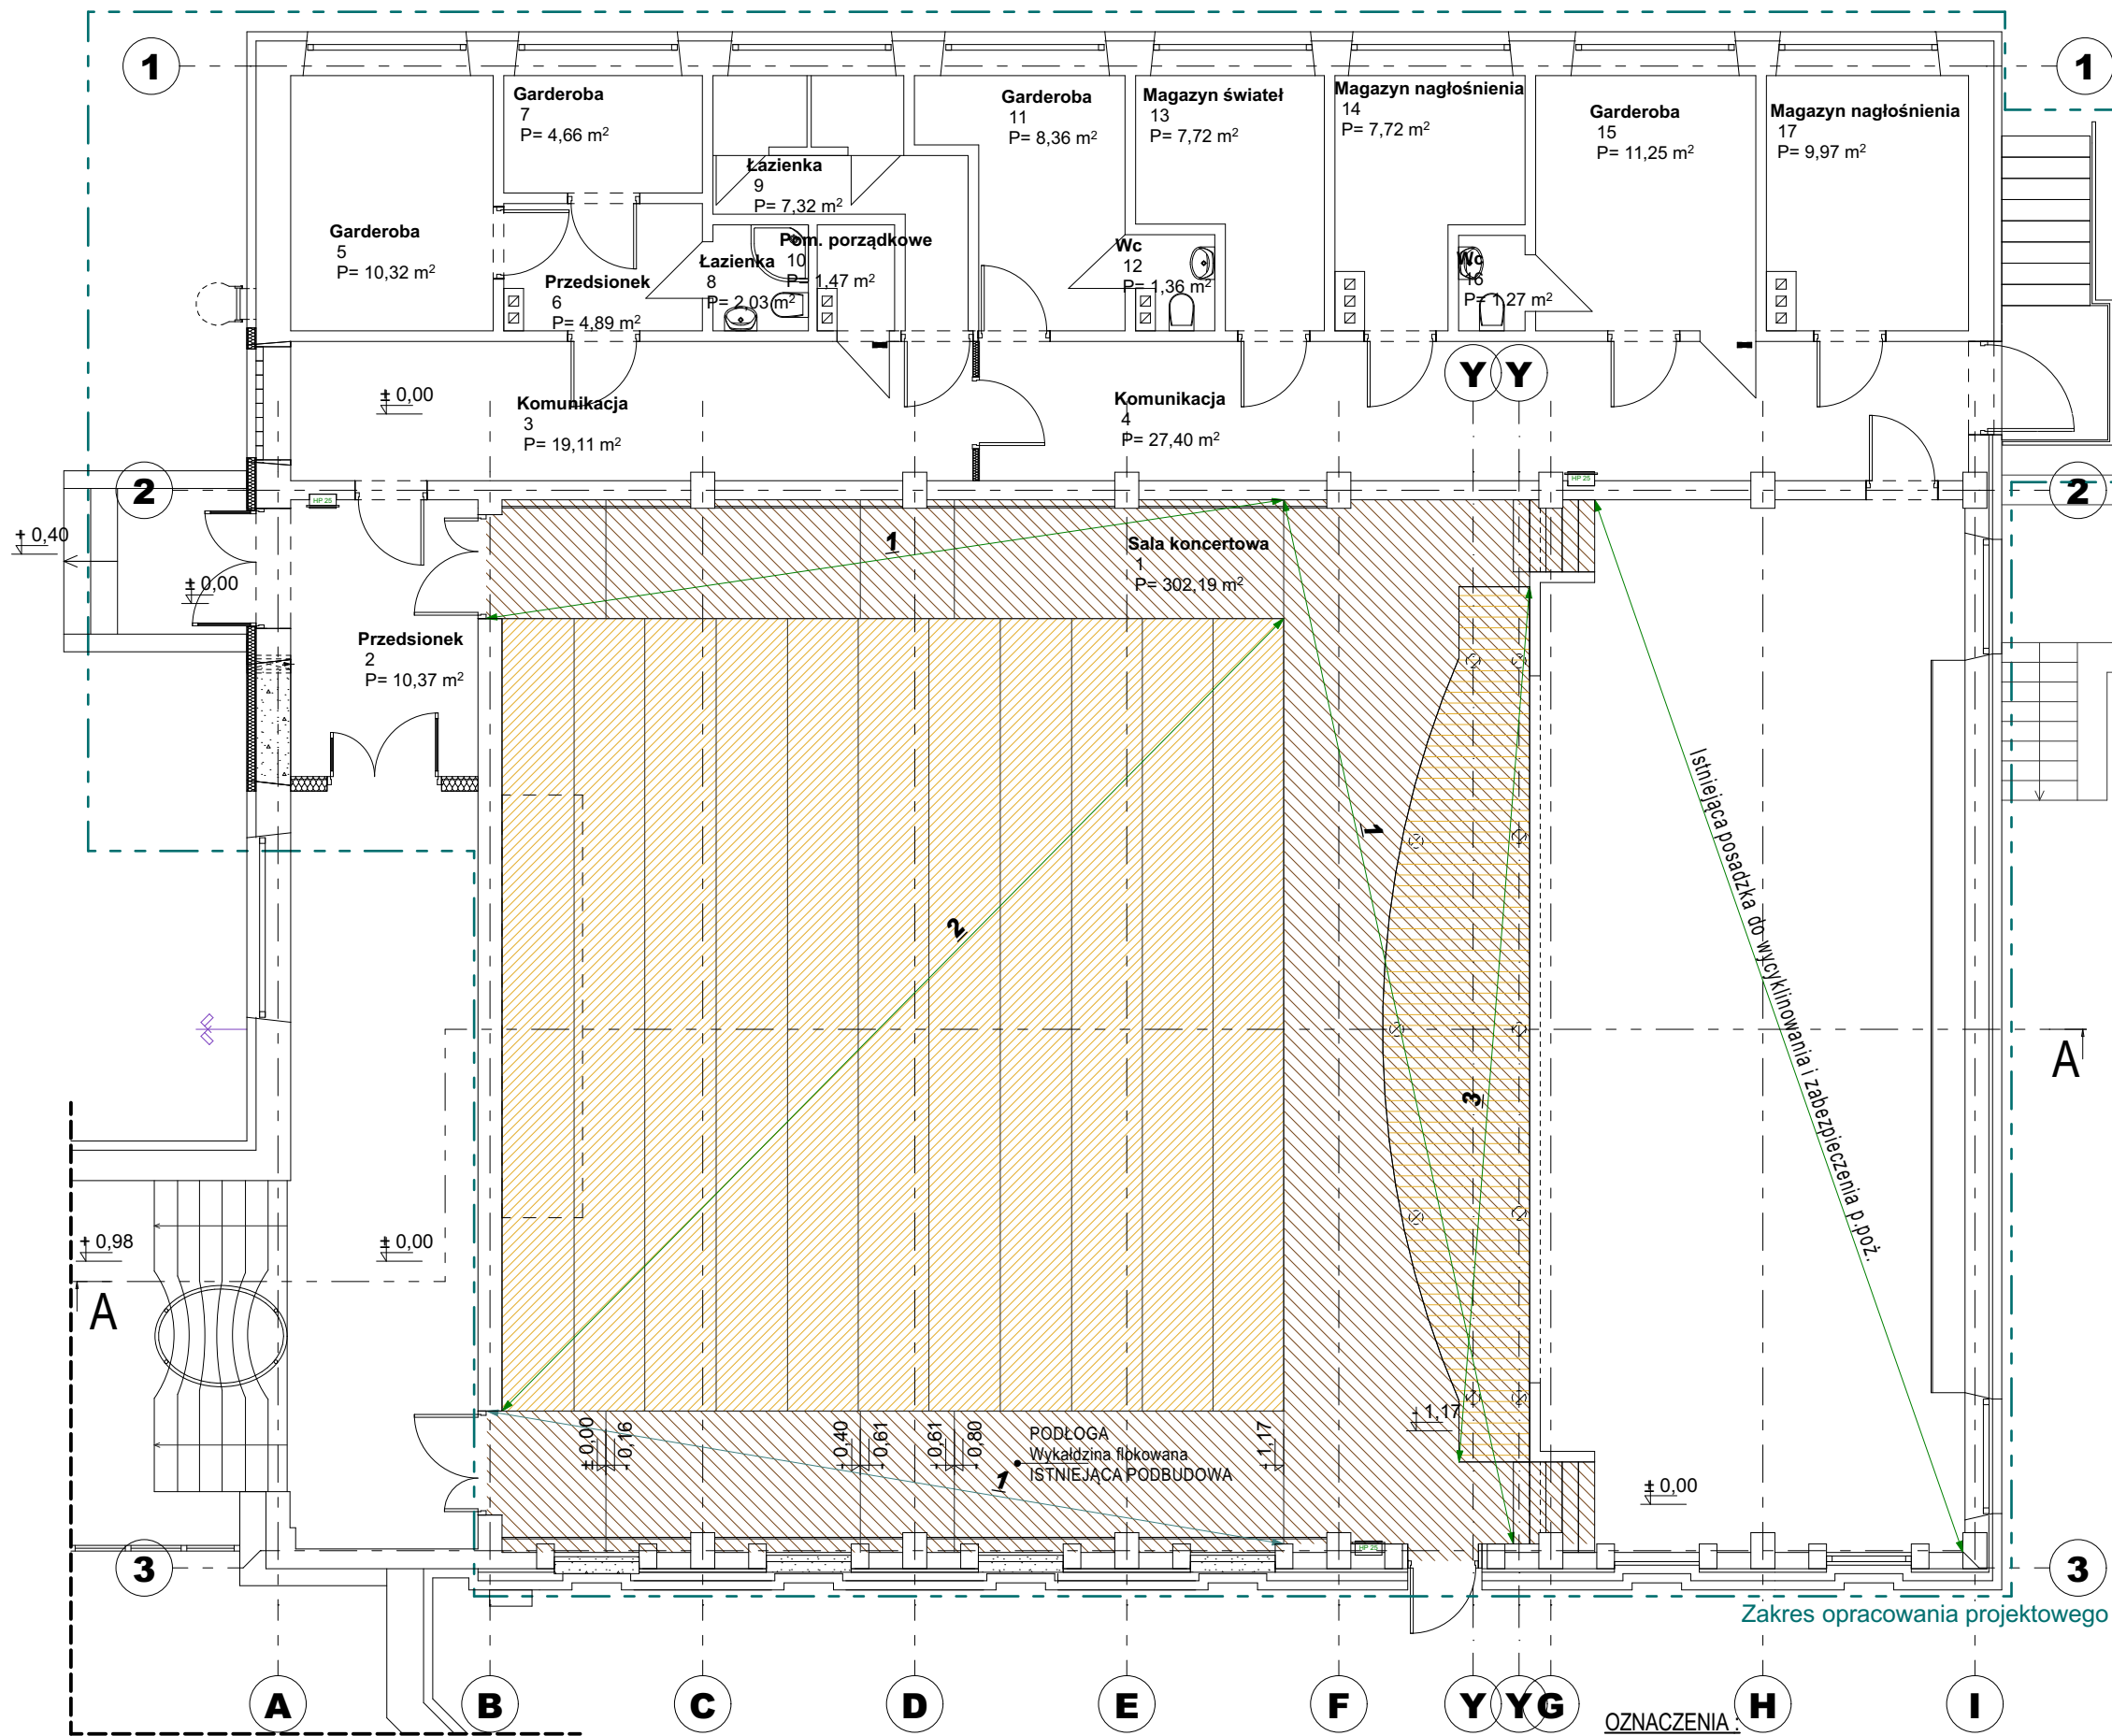 1
1
Garderoba
7
P= 4,66 m²
Garderoba
11
P= 8,36 m²
Magazyn świateł
13
P= 7,72 m²
Magazyn nagłośnienia
14
P= 7,72 m²
Garderoba
15
P= 11,25 m²
Magazyn nagłośnienia
17
P= 9,97 m²
Łazienka
9
P= 7,32 m²
Garderoba
5
P= 10,32 m²
Pom. porządkowe
10
P= 1,47 m²
Łazienka
8
P= 2,03 m²
Przedsionek
6
P= 4,89 m²
Wc
12
P= 1,36 m²
Wc
16
P= 1,27 m²
Y Y
± 0,00
Komunikacja
3
P= 19,11 m²
Komunikacja
4
P= 27,40 m²
2
HP 25
HP 25
2
+ 0,40
± 0,00
1
Sala koncertowa
1
P= 302,19 m²
Przedsionek
2
P= 10,37 m²
1
2
3
Istniejąca posadzka do wycyklinowania i zabezpieczenia p.poż.
A
+ 0,98
± 0,00
A
± 0,00
- 0,16
- 0,40
- 0,61
- 0,61
- 0,80
- 1,17
- 1,17
PODŁOGA
Wykałdzina flokowana
ISTNIEJĄCA PODBUDOWA
1
± 0,00
3
HP 25
3
Zakres opracowania projektowego
A B C D E F Y Y G H I
OZNACZENIA :